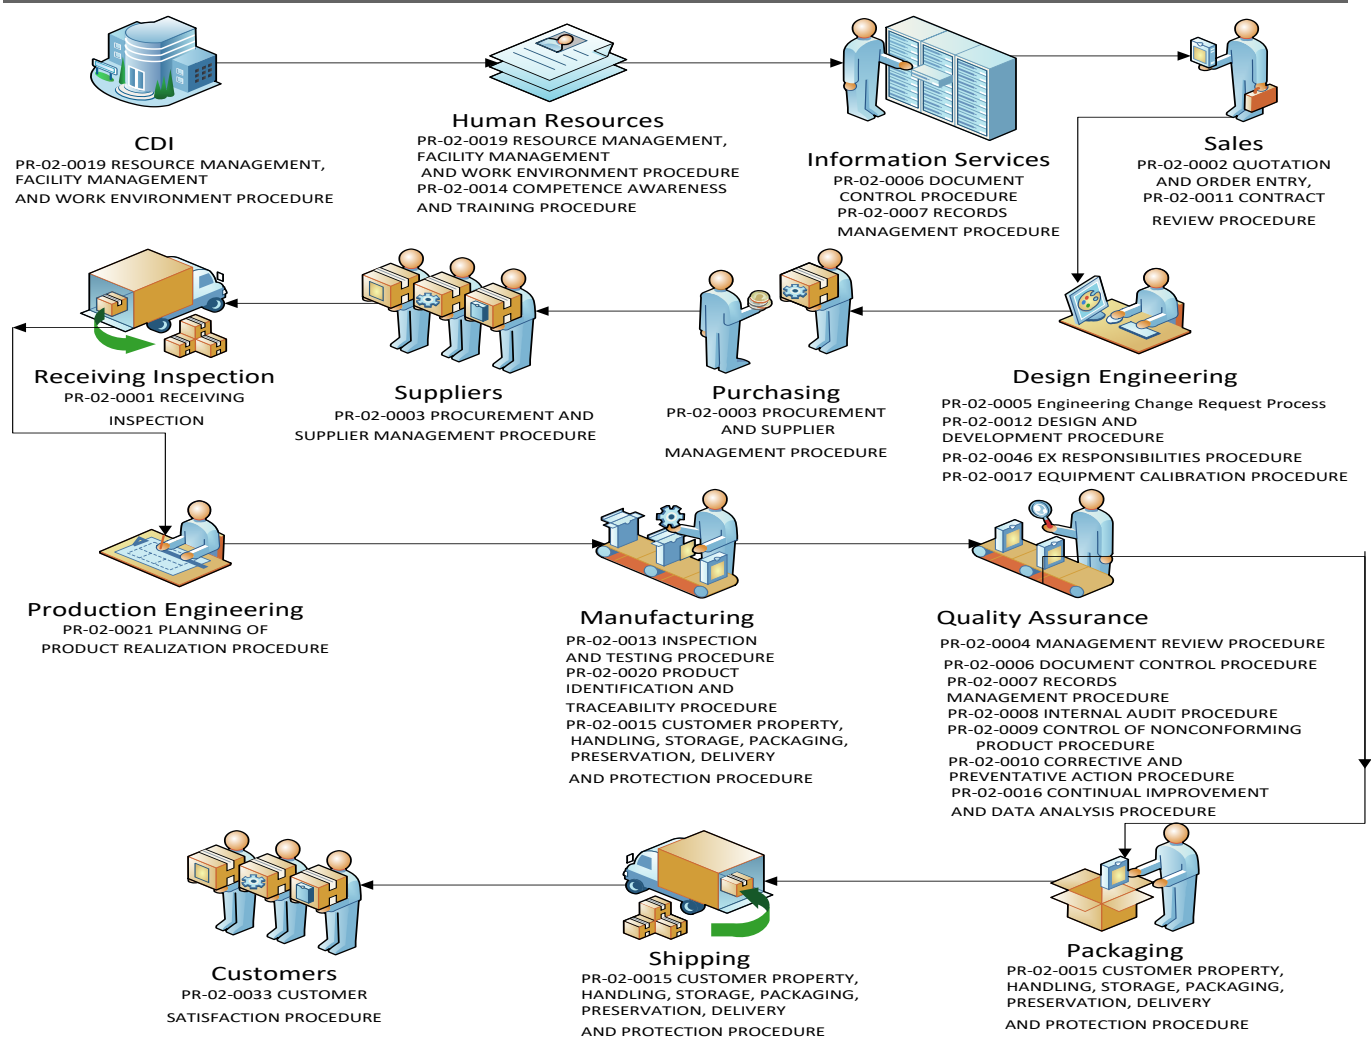 CDI
PR-02-0019 RESOURCE MANAGEMENT,
FACILITY MANAGEMENT
AND WORK ENVIRONMENT PROCEDURE
Human Resources
PR-02-0019 RESOURCE MANAGEMENT,
FACILITY MANAGEMENT
AND WORK ENVIRONMENT PROCEDURE
PR-02-0014 COMPETENCE AWARENESS
AND TRAINING PROCEDURE
Information Services
PR-02-0006 DOCUMENT
CONTROL PROCEDURE
PR-02-0007 RECORDS
MANAGEMENT PROCEDURE
Sales
PR-02-0002 QUOTATION
AND ORDER ENTRY,
PR-02-0011 CONTRACT
REVIEW PROCEDURE
Receiving Inspection
PR-02-0001 RECEIVING
INSPECTION
Suppliers
PR-02-0003 PROCUREMENT AND
SUPPLIER MANAGEMENT PROCEDURE
Purchasing
PR-02-0003 PROCUREMENT
AND SUPPLIER
MANAGEMENT PROCEDURE
Design Engineering
PR-02-0005 Engineering Change Request Process
PR-02-0012 DESIGN AND
DEVELOPMENT PROCEDURE
PR-02-0046 EX RESPONSIBILITIES PROCEDURE
PR-02-0017 EQUIPMENT CALIBRATION PROCEDURE
Production Engineering
PR-02-0021 PLANNING OF
PRODUCT REALIZATION PROCEDURE
Manufacturing
PR-02-0013 INSPECTION
AND TESTING PROCEDURE
PR-02-0020 PRODUCT
IDENTIFICATION AND
TRACEABILITY PROCEDURE
PR-02-0015 CUSTOMER PROPERTY,
HANDLING, STORAGE, PACKAGING,
PRESERVATION, DELIVERY
AND PROTECTION PROCEDURE
Quality Assurance
PR-02-0004 MANAGEMENT REVIEW PROCEDURE
PR-02-0006 DOCUMENT CONTROL PROCEDURE
PR-02-0007 RECORDS
MANAGEMENT PROCEDURE
PR-02-0008 INTERNAL AUDIT PROCEDURE
PR-02-0009 CONTROL OF NONCONFORMING
PRODUCT PROCEDURE
PR-02-0010 CORRECTIVE AND
PREVENTATIVE ACTION PROCEDURE
PR-02-0016 CONTINUAL IMPROVEMENT
AND DATA ANALYSIS PROCEDURE
Customers
PR-02-0033 CUSTOMER
SATISFACTION PROCEDURE
Shipping
PR-02-0015 CUSTOMER PROPERTY,
HANDLING, STORAGE, PACKAGING,
PRESERVATION, DELIVERY
AND PROTECTION PROCEDURE
Packaging
PR-02-0015 CUSTOMER PROPERTY,
HANDLING, STORAGE, PACKAGING,
PRESERVATION, DELIVERY
AND PROTECTION PROCEDURE